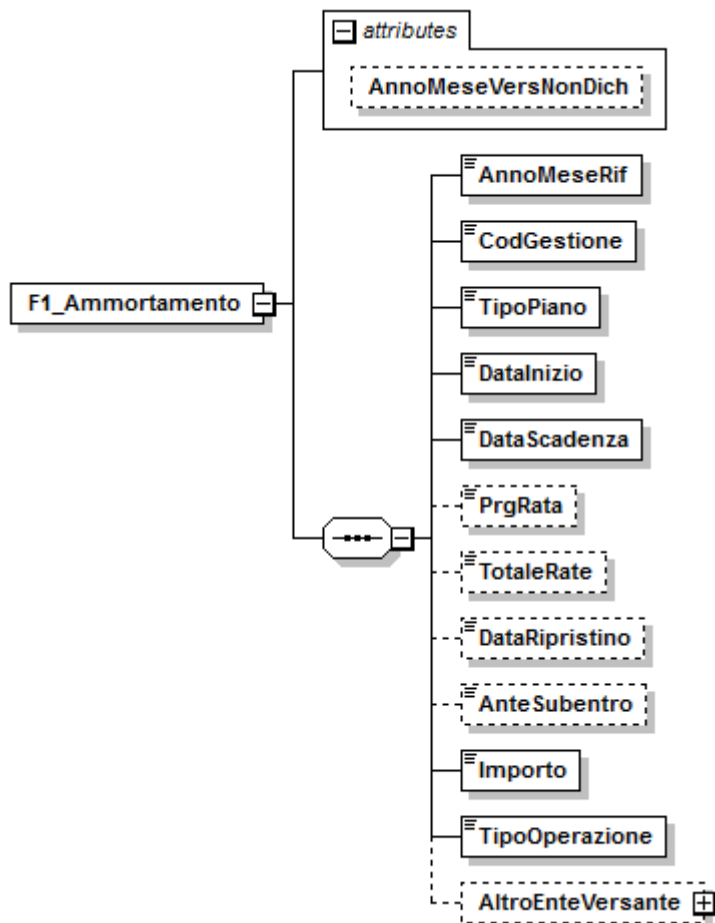 attributes
AnnoMeseVersNonDich
AnnoMeseRif
CodGestione
F1_Ammortamento
TipoPiano
DataInizio
DataScadenza
PrgRata
TotaleRate
DataRipristino
AnteSubentro
Importo
TipoOperazione
AltroEnteVersante